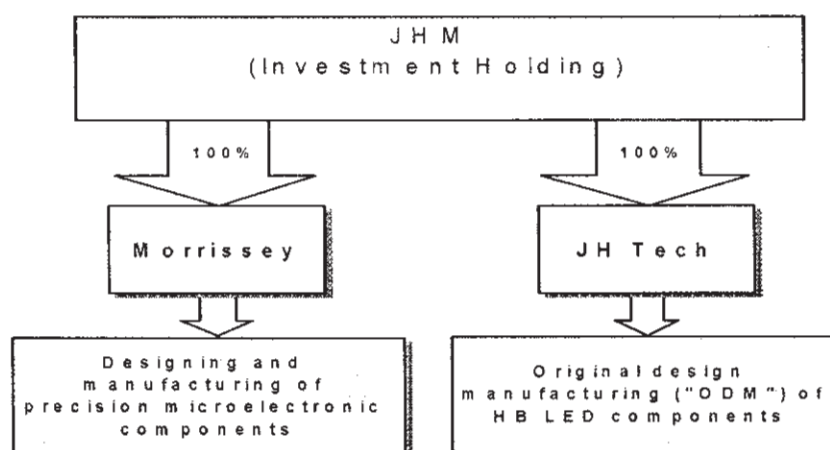 JHM
(Investment Holding)
100%
100%
Morrissey
JH Tech
Designing and
manufacturing of
precision microelectronic
components
Original design
manufacturing ("ODM") of
HB LED components